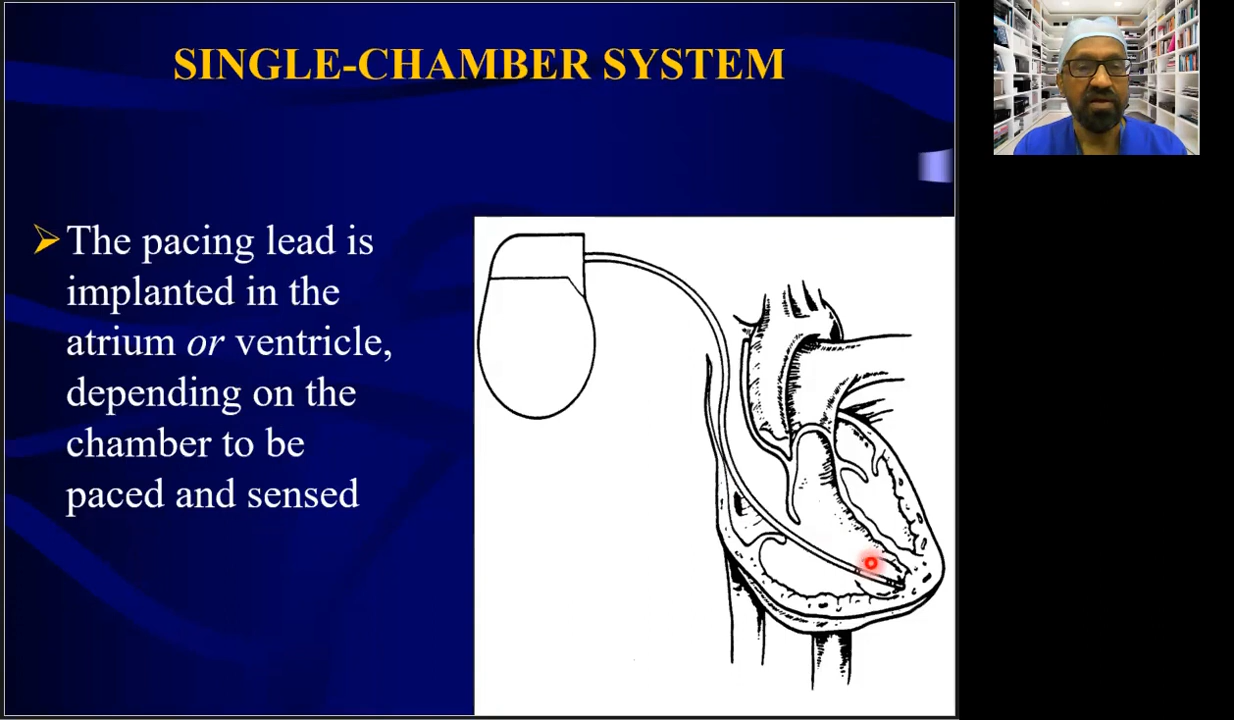 SINGLE-CHAMBER SYSTEM
The pacing lead is
implanted in the
atrium or ventricle,
depending on the
chamber to be
paced and sensed